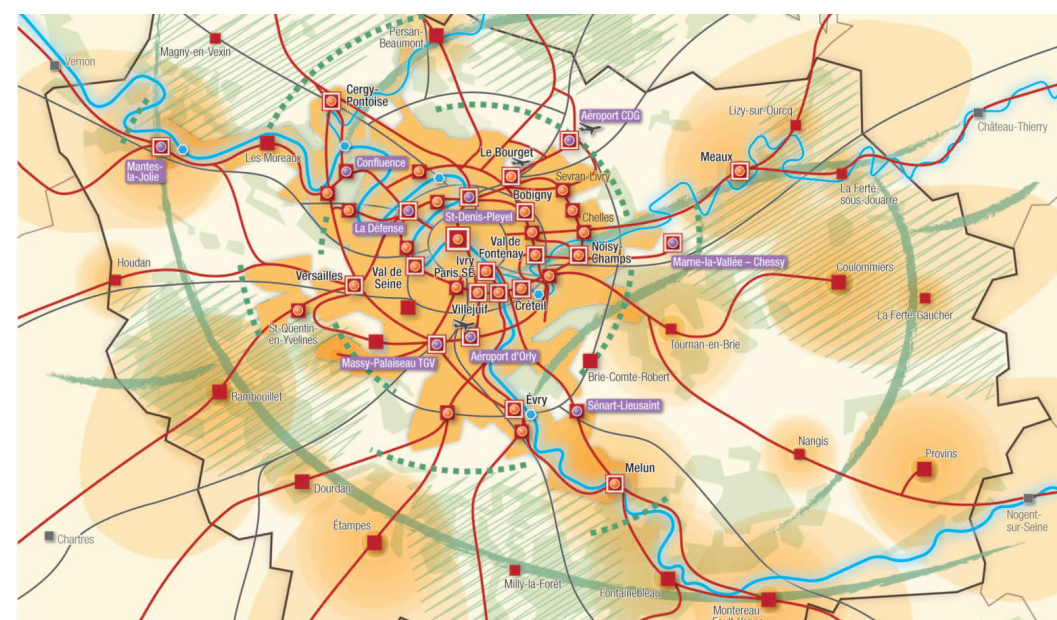 Persan-
Beaumont
Magny-en-Vexin
Vernon
Cergy-
Pontoise
Aéroport CDG
Lizy-sur-Ourcq
Château-Thierry
Les Mureaux
Mantes-
la-Jolie
Confluence
Le Bourget
Sevran-Livry
Meaux
La Ferté-
sous-Jouarre
Bobigny
St-Denis-Pleyel
Chelles
La Défense
Val de
Fontenay
Noisy-
Champs
Marne-la-Vallée – Chessy
Houdan
Ivry
Paris SE
Versailles
Val de
Seine
Coulommiers
Villejuif
Créteil
La Ferté-Gaucher
St-Quentin-
en-Yvelines
Tournan-en-Brie
Massy-Palaiseau TGV
Aéroport d'Orly
Brie-Comte-Robert
Rambouillet
Évry
Sénart-Lieusaint
Nangis
Provins
Melun
Dourdan
Nogent-
sur-Seine
Étampes
Chartres
Milly-la-Forêt
Fontainebleau
Montereau